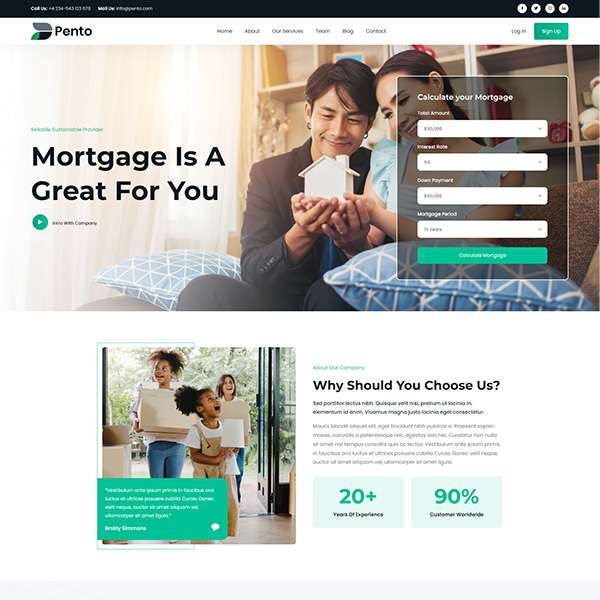 Call Us: +4 234-543 123 678 Mail Us: info@pento.com
Pento
Home About Our Services Team Blog Contact
Log In Sign Up
Reliable Sustainable Provider
Mortgage Is A
Great For You
Intro With Company
Calculate your Mortgage
Total Amount
$50,000
Interest Rate
5%
Down Payment
$50,000
Mortgage Period
15 Years
Calculate Mortgage
"Vestibulum ante ipsum primis in faucibus orci
luctus et ultrices posuere cubilia Curae; Donec
velit neque, auctor sit amet aliquam vel,
ullamcorper sit amet ligula."
Brakly Simmons
About Our Company
Why Should You Choose Us?
Sed porttitor lectus nibh. Quisque velit nisi, pretium ut lacinia in,
elementum id enim. Vivamus magna justo lacinia eget consectetur.
Mauris blandit aliquet elit, eget tincidunt nibh pulvinar a. Praesent sapien
massa, convallis a pellentesque nec, egestas non nisi. Curabitur non nulla
sit amet nisl tempus convallis quis ac lectus. Vestibulum ante ipsum primis
in faucibus orci luctus et ultrices posuere cubilia Curae; Donec velit neque,
auctor sit amet aliquam vel, ullamcorper sit amet ligula.
20+
Years Of Experience
90%
Customer Worldwide